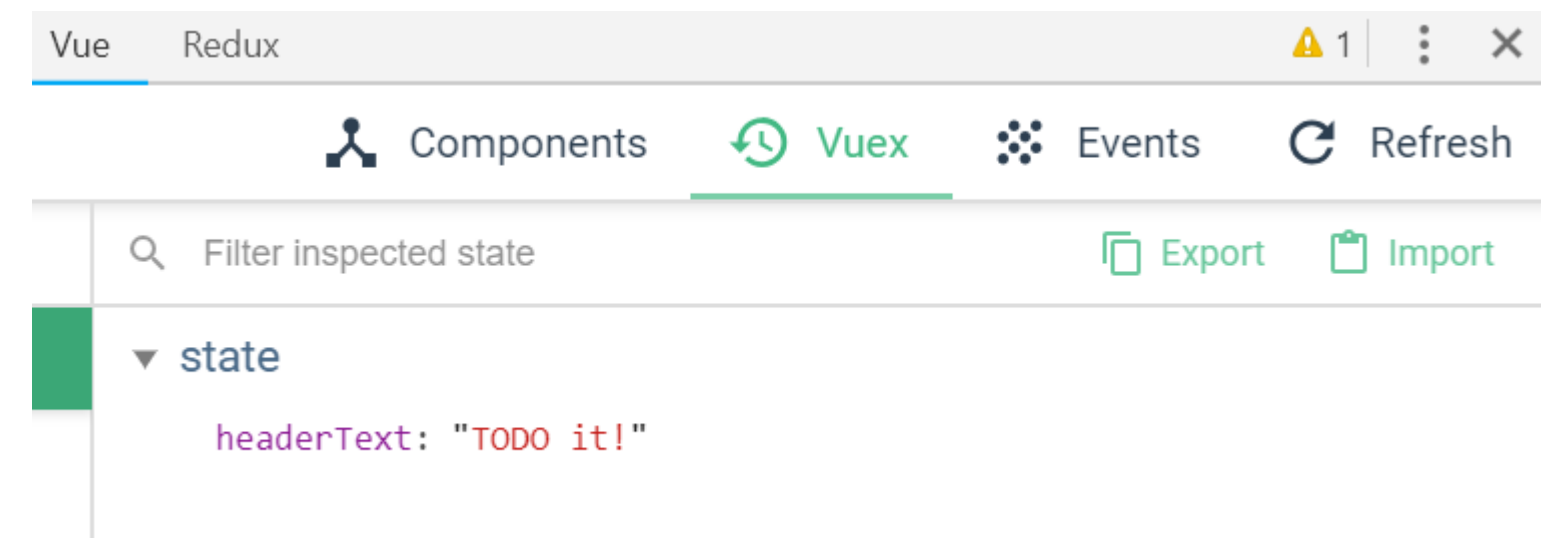 Vue Redux 1
Components Vuex Events Refresh
Filter inspected state Export Import
state
headerText: "TODO it!"